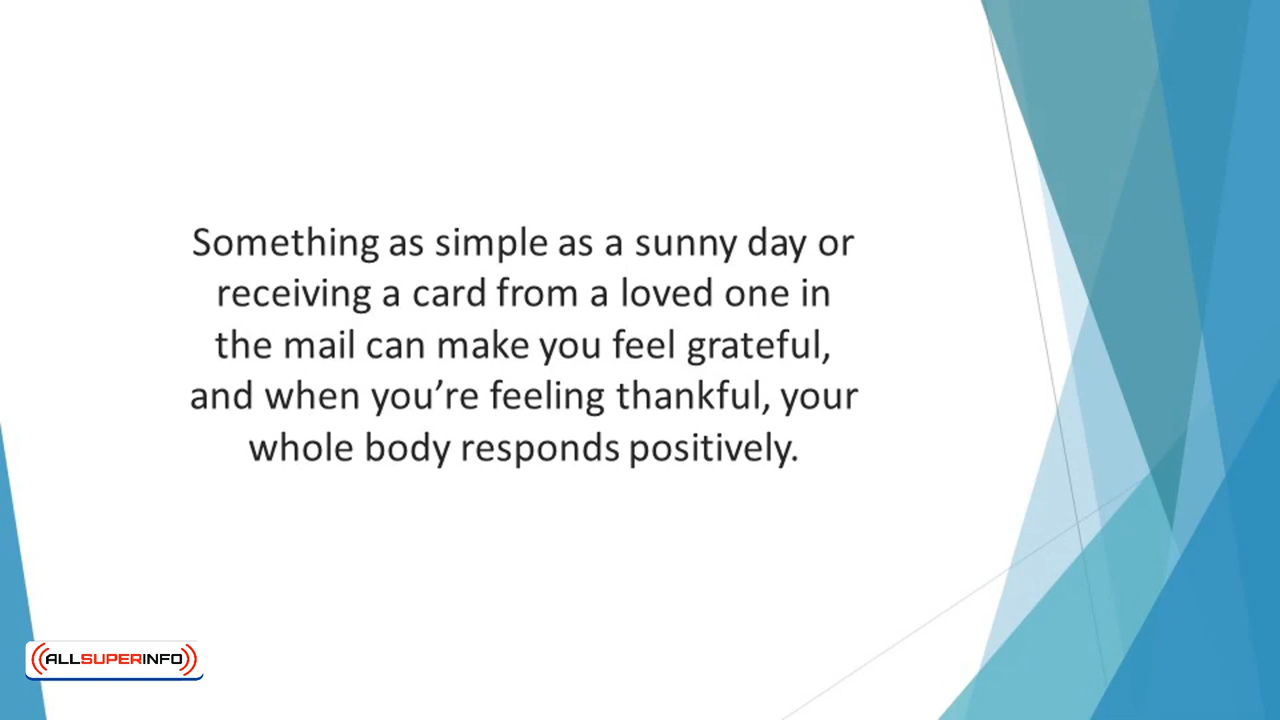 Something as simple as a sunny day or
receiving a card from a loved one in
the mail can make you feel grateful,
and when you’re feeling thankful, your
whole body responds positively.
ALLSUPERINFO